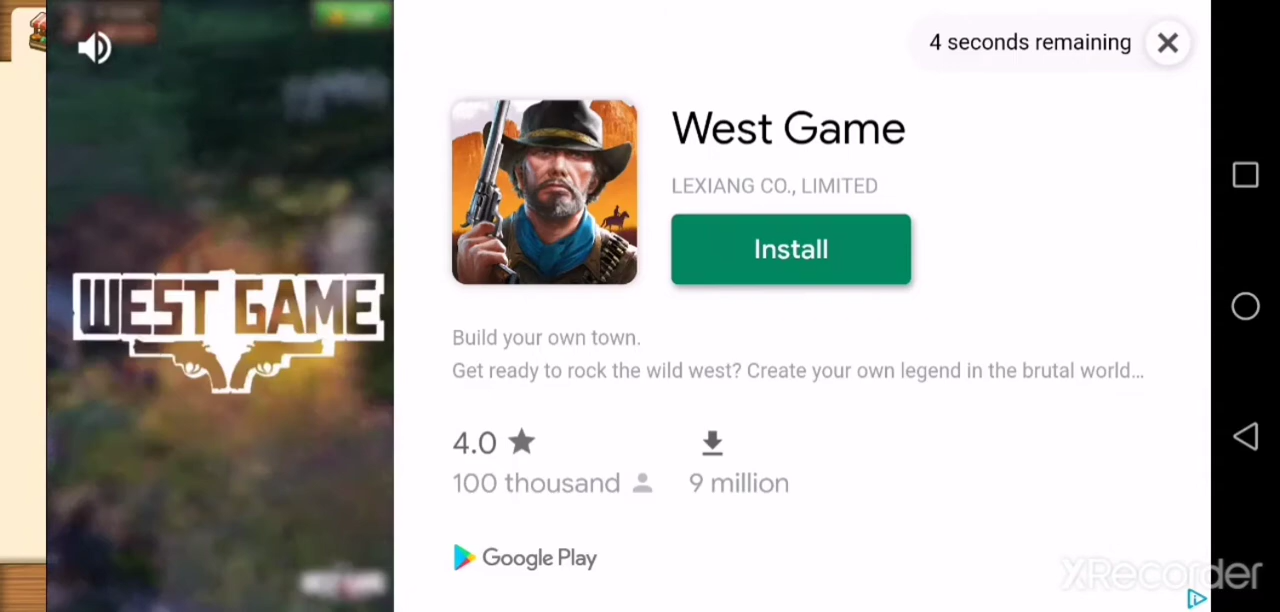 4 seconds remaining
West Game
LEXIANG CO., LIMITED
Install
WEST GAME
Build your own town.
Get ready to rock the wild west? Create your own legend in the brutal world...
4.0
100 thousand
9 million
Google Play
XRecorder